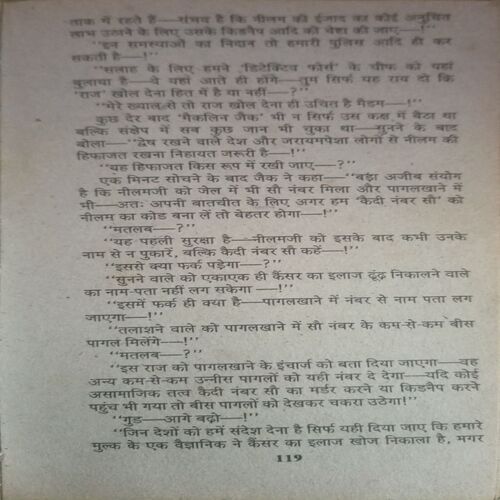 ताक में रहते हैं—संभव है कि नीलम की ईजाद का कोई अनुचित
लाभ उठाने के लिए उसके किडनैप आदि की चेष्टा की जाए—!"
"इन समस्याओं का निदान तो हमारी पुलिस आदि ही कर
सकती है—!"
"सलाह के लिए हमने 'डिटेक्टिव फोर्स' के चीफ को यहां
बुलाया है—वे यहां आते ही होंगे—तुम सिर्फ यह राय दो कि
'राज' खोल देना हित में है या नहीं—?"
"मेरे ख्याल से तो राज खोल देना ही उचित है मैडम—!"
कुछ देर बाद 'मैकलिन जैक' भी न सिर्फ उस कक्ष में बैठा था
बल्कि संक्षेप में सब कुछ जान भी चुका था—सुनने के बाद
बोला—"द्वेष रखने वाले देश और जरायमपेशा लोगों से नीलम की
हिफाजत रखना निहायत जरूरी है—!"
"यह हिफाजत किस रूप में रखी जाए—?"
एक मिनट सोचने के बाद जैक ने कहा—"बड़ा अजीब संयोग
है कि नीलमजी को जेल में भी सौ नंबर मिला और पागलखाने में
भी—अतः अपनी बातचीत के लिए अगर हम 'कैदी नंबर सौ' को
नीलम का कोड बना लें तो बेहतर होगा—!"
"मतलब—?"
"यह पहली सुरक्षा है—नीलमजी को इसके बाद कभी उनके
नाम से न पुकारें, बल्कि कैदी नंबर सौ कहें—!"
"इससे क्या फर्क पड़ेगा—?"
"सुनने वाले को एकाएक ही कैंसर का इलाज ढूंढ़ निकालने वाले
का नाम-पता नहीं लग सकेगा—!"
"इसमें फर्क ही क्या है—पागलखाने में नंबर से नाम पता लग
जाएगा—!"
"तलाशने वाले को पागलखाने में सौ नंबर के कम-से-कम बीस
पागल मिलेंगे—!"
"मतलब—?"
"इस राज को पागलखाने के इंचार्ज को बता दिया जाएगा—वह
अन्य कम-से-कम उन्नीस पागलों को यही नंबर दे देगा—यदि कोई
असामाजिक तत्व कैदी नंबर सौ का मर्डर करने या किडनैप करने
पहुंच भी गया तो बीस पागलों को देखकर चकरा उठेगा!"
"गुड—आगे बढ़ो—!"
"जिन देशों को हमें संदेश देना है सिर्फ यही दिया जाए कि हमारे
मुल्क के एक वैज्ञानिक ने कैंसर का इलाज खोज निकाला है, मगर
119